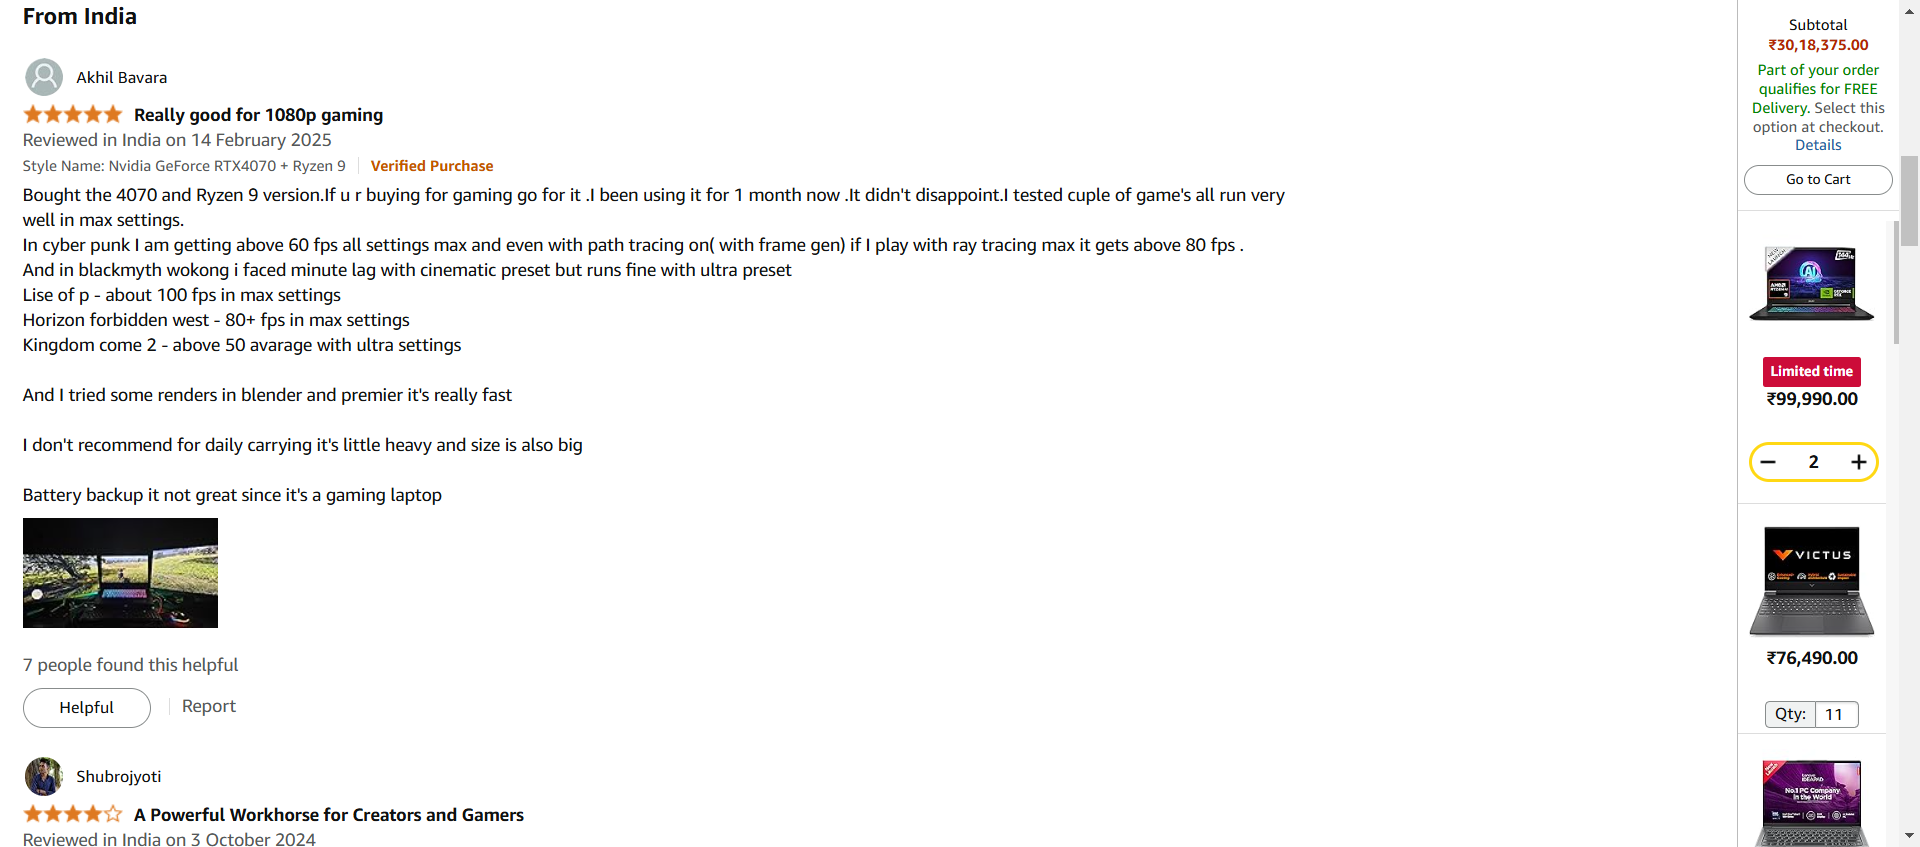 From India
Akhil Bavara
Really good for 1080p gaming
Reviewed in India on 14 February 2025
Style Name: Nvidia GeForce RTX4070 + Ryzen 9 Verified Purchase
Bought the 4070 and Ryzen 9 version.If u r buying for gaming go for it .I been using it for 1 month now .It didn't disappoint.I tested cuple of game's all run very
well in max settings.
In cyber punk I am getting above 60 fps all settings max and even with path tracing on( with frame gen) if I play with ray tracing max it gets above 80 fps .
And in blackmyth wokong i faced minute lag with cinematic preset but runs fine with ultra preset
Lise of p - about 100 fps in max settings
Horizon forbidden west - 80+ fps in max settings
Kingdom come 2 - above 50 avarage with ultra settings
And I tried some renders in blender and premier it's really fast
I don't recommend for daily carrying it's little heavy and size is also big
Battery backup it not great since it's a gaming laptop
7 people found this helpful
Helpful
Report
Shubrojyoti
A Powerful Workhorse for Creators and Gamers
Reviewed in India on 3 October 2024
Subtotal
₹30,18,375.00
Part of your order
qualifies for FREE
Delivery. Select this
option at checkout.
Details
Go to Cart
AI
Limited time
₹99,990.00
2
VICTUS
₹76,490.00
Qty: 11
No.1 PC Company
in the World